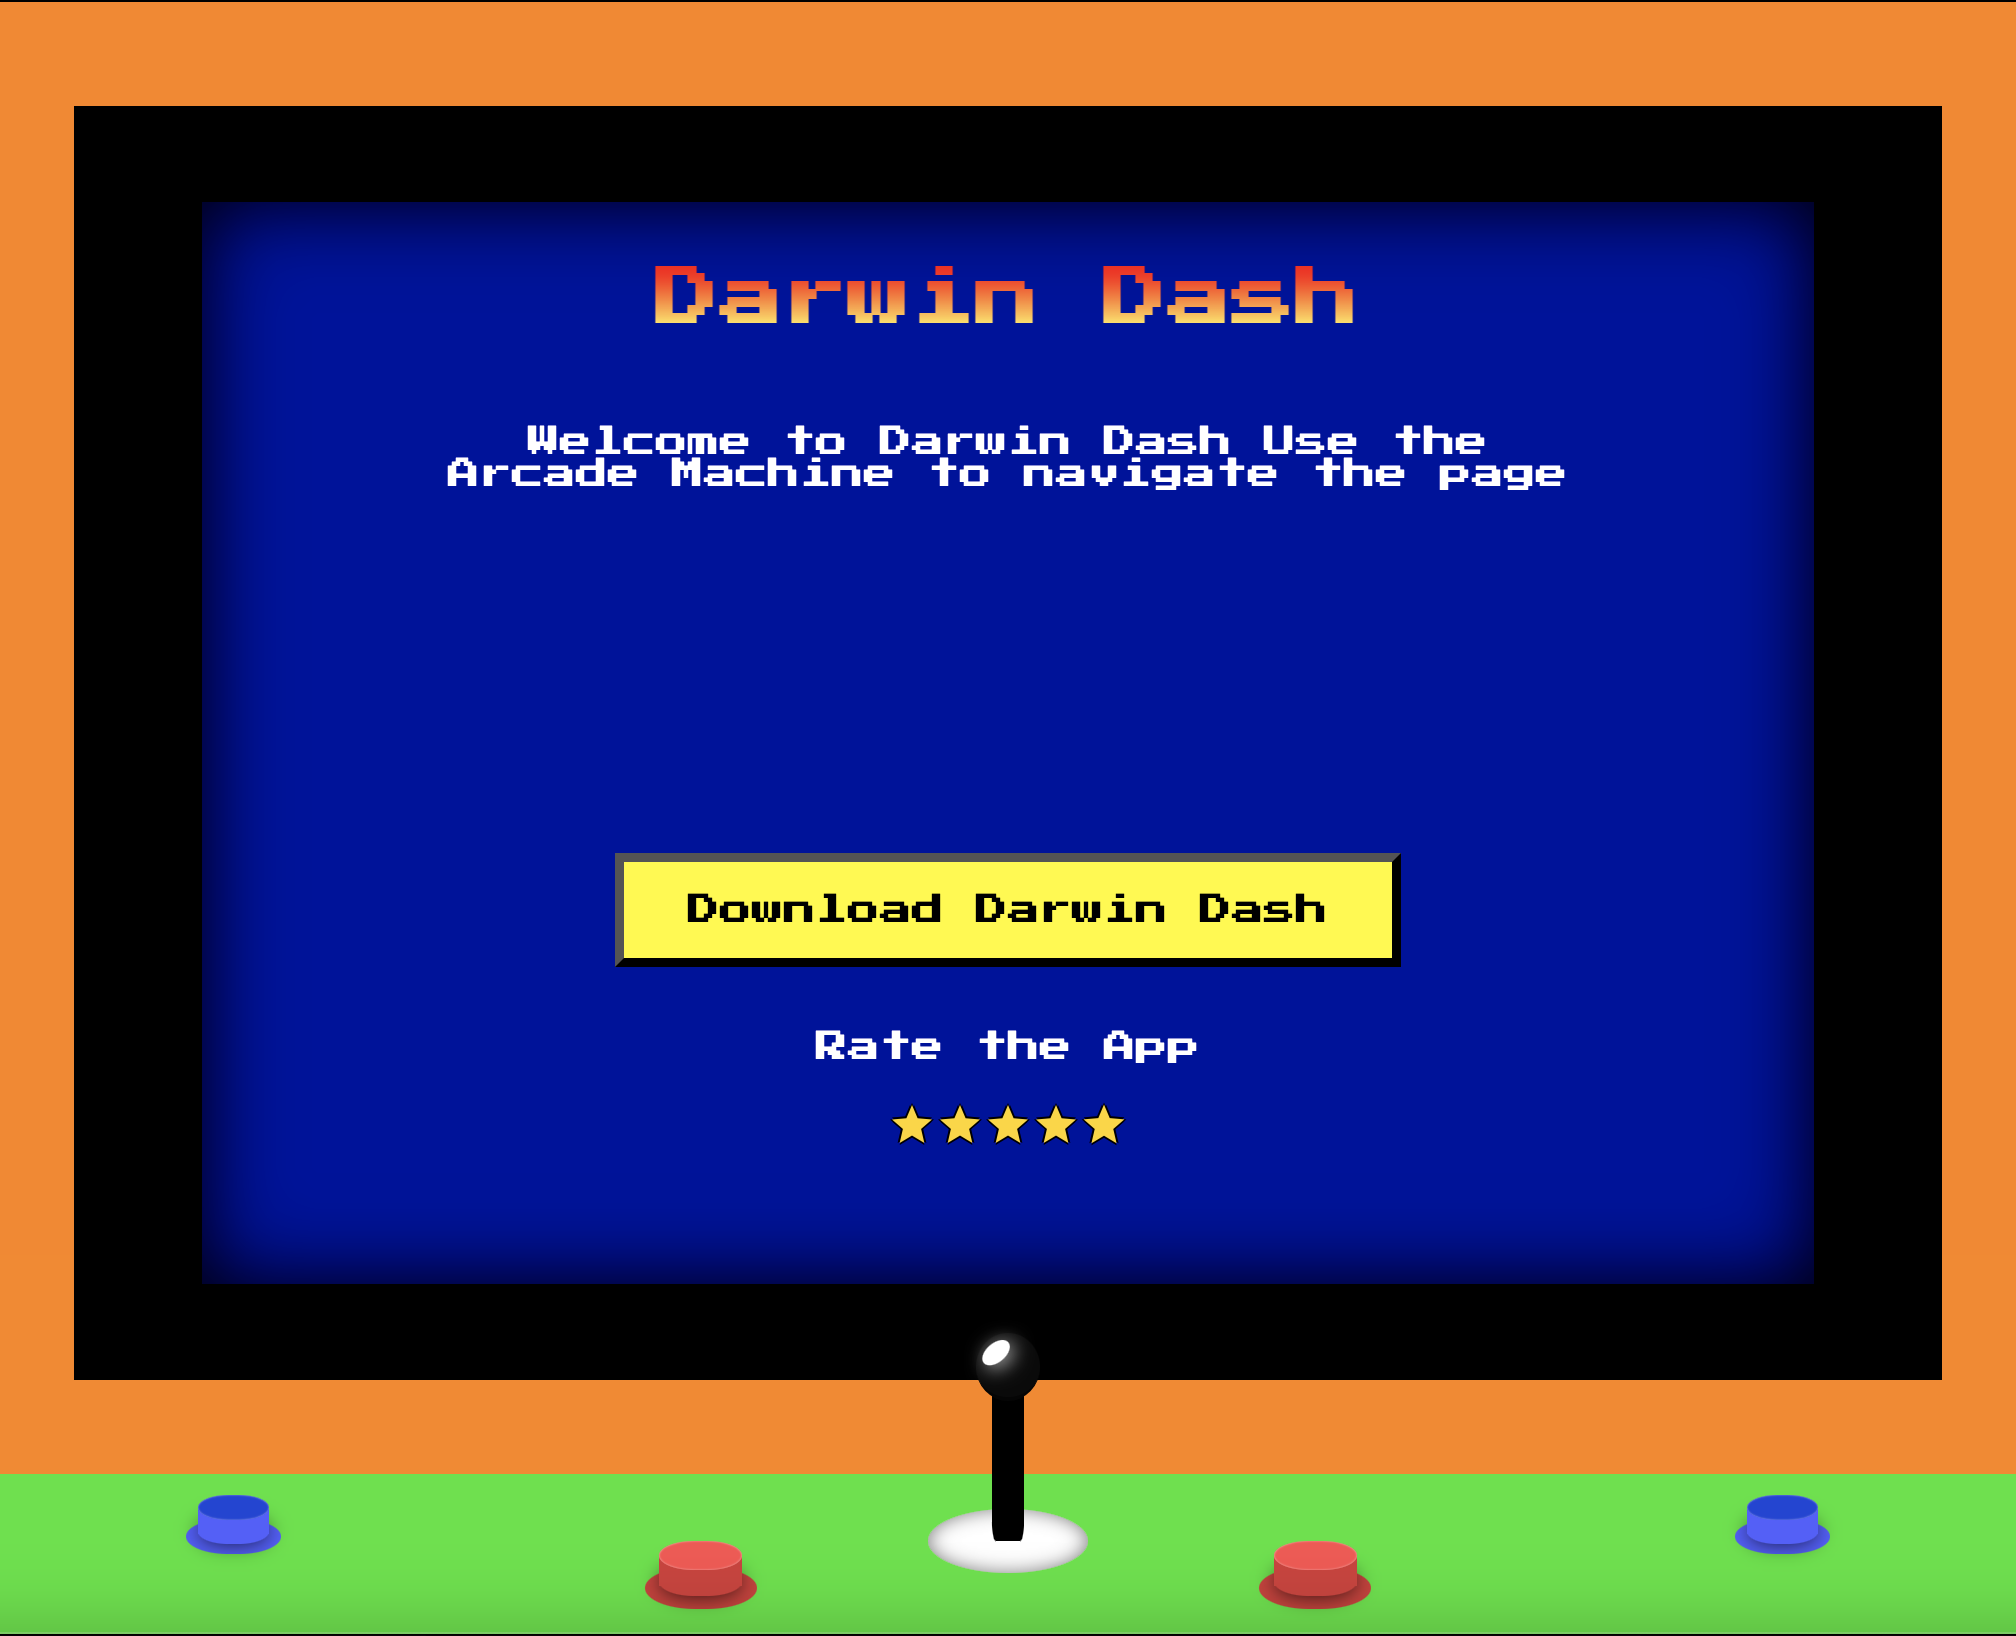 Darwin Dash
Welcome to Darwin Dash Use the
Arcade Machine to navigate the page
Download Darwin Dash
Rate the App